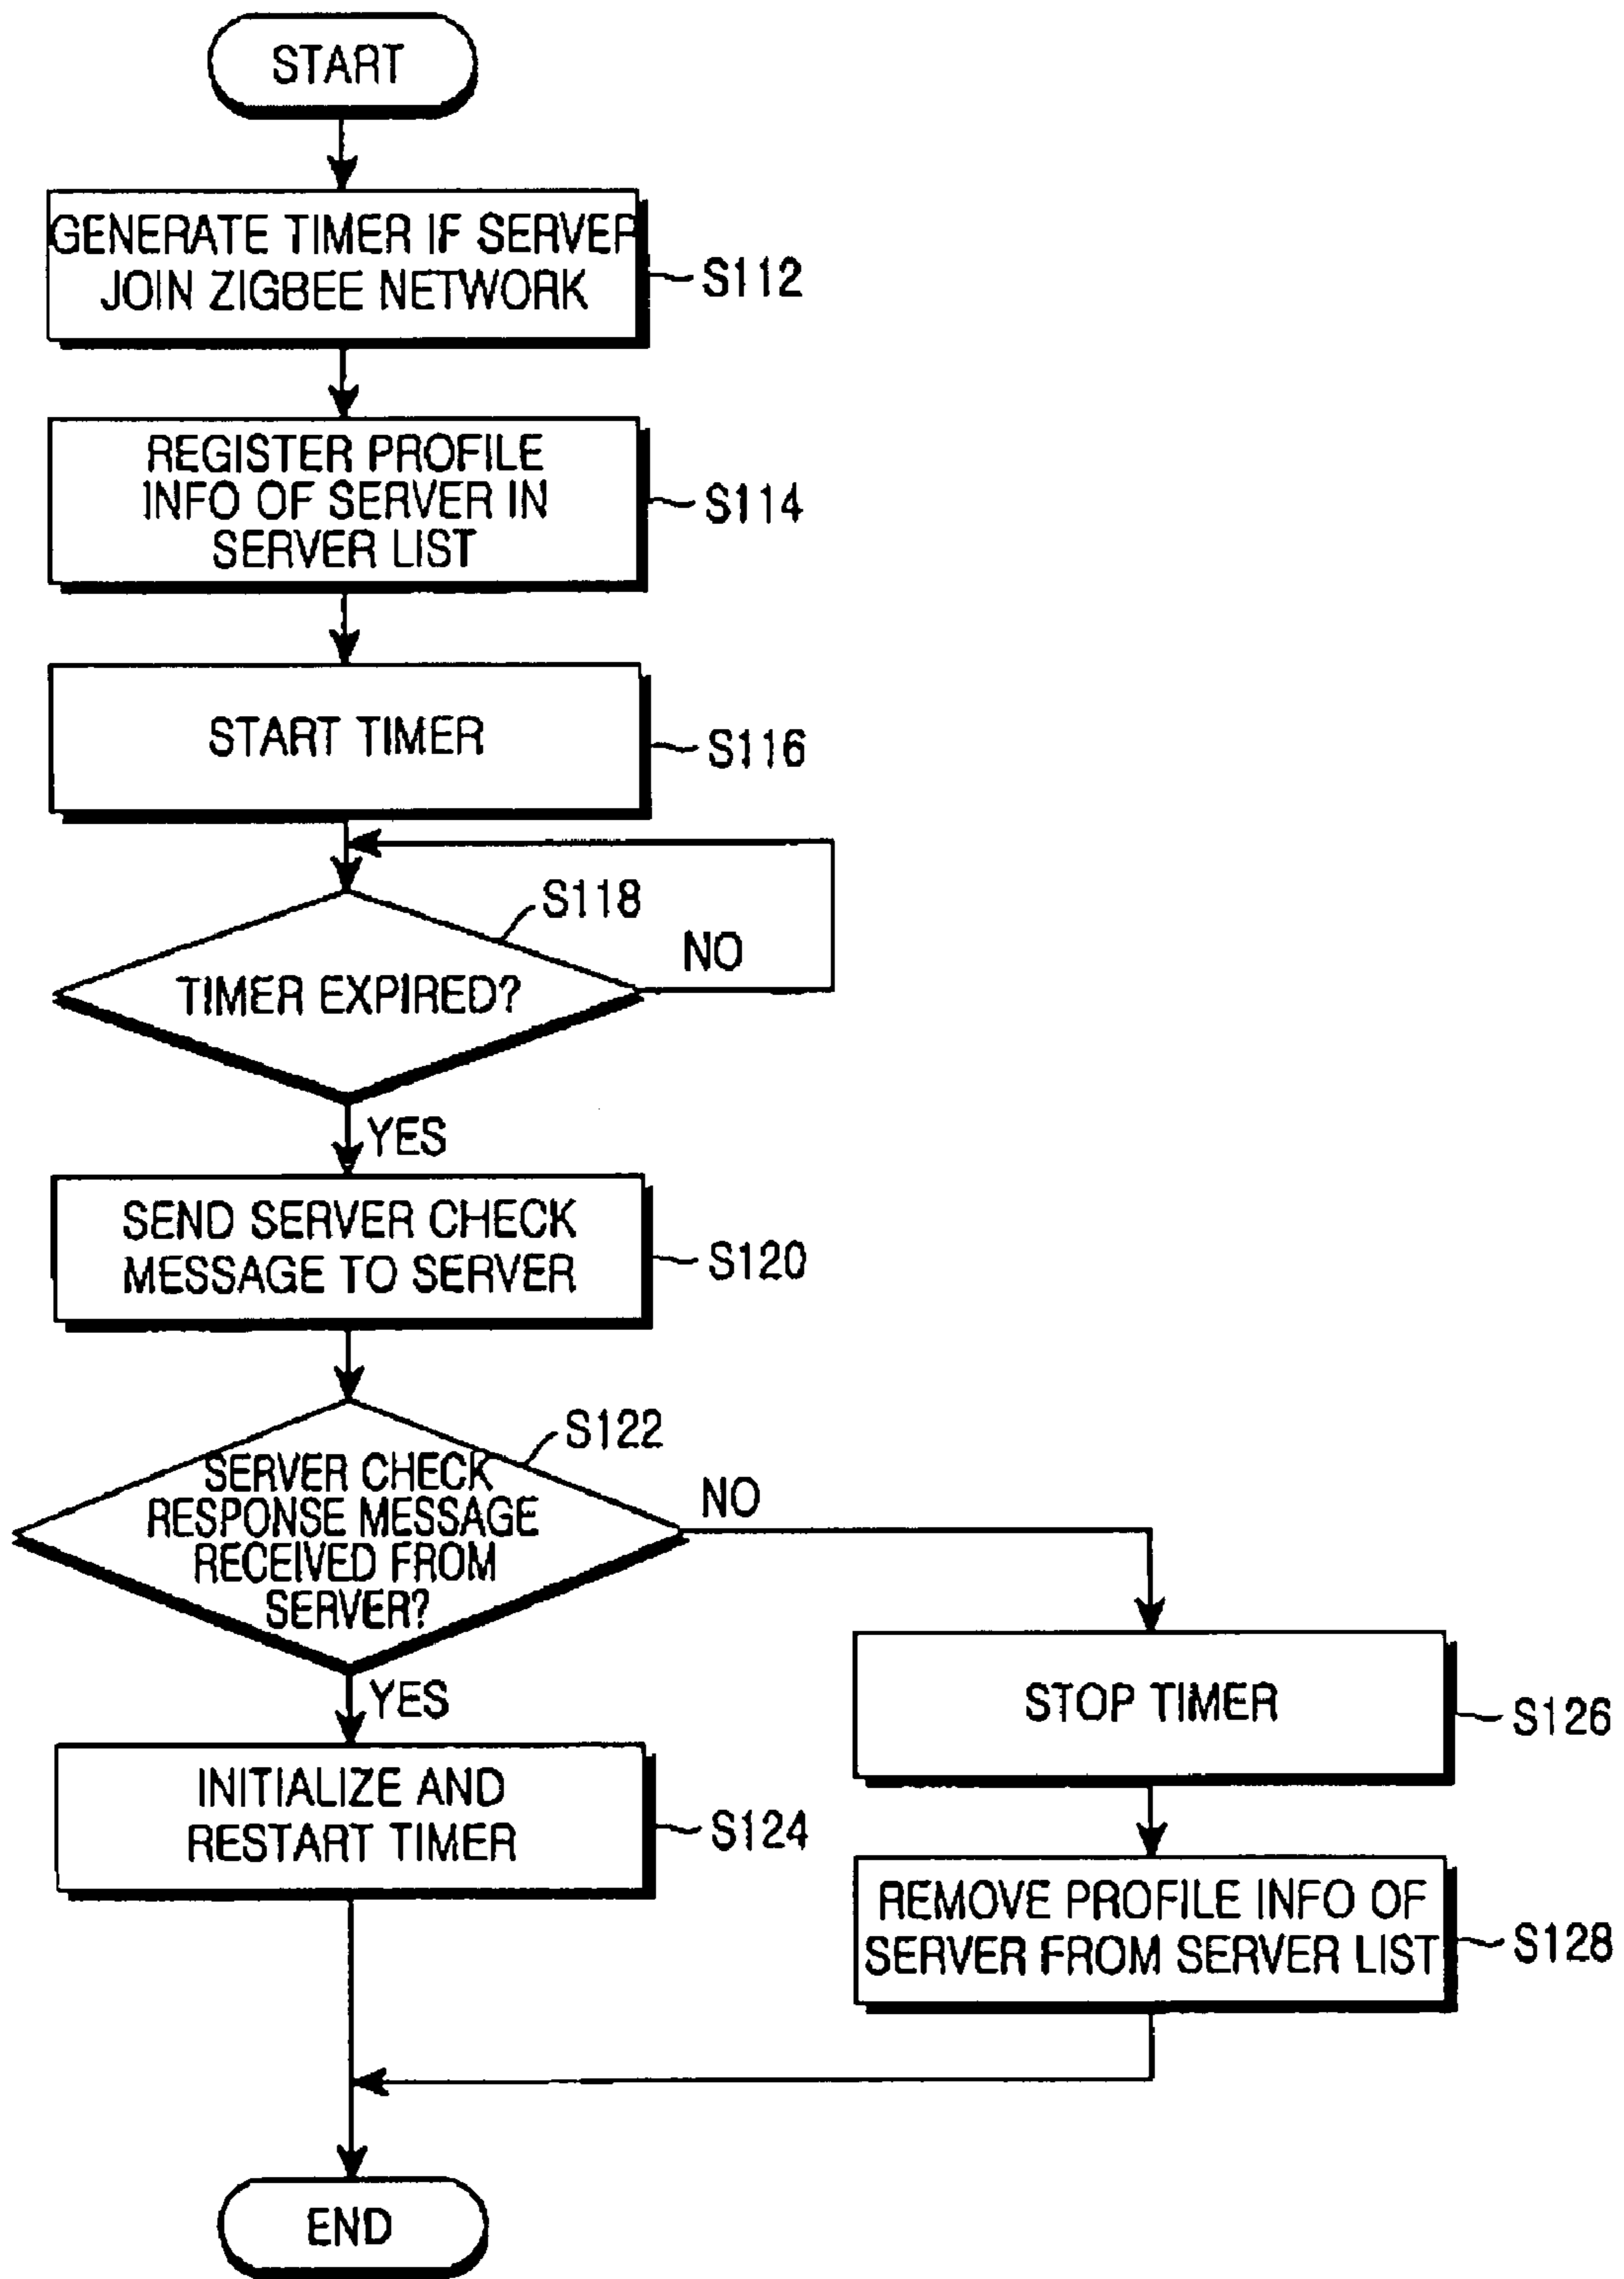 START
GENERATE TIMER IF SERVER
JOIN ZIGBEE NETWORK
S112
REGISTER PROFILE
INFO OF SERVER IN
SERVER LIST
S114
START TIMER
S116
S118
NO
TIMER EXPIRED?
YES
SEND SERVER CHECK
MESSAGE TO SERVER
S120
S122
SERVER CHECK
RESPONSE MESSAGE
RECEIVED FROM
SERVER?
NO
YES
STOP TIMER
S126
INITIALIZE AND
RESTART TIMER
S124
REMOVE PROFILE INFO OF
SERVER FROM SERVER LIST
S128
END